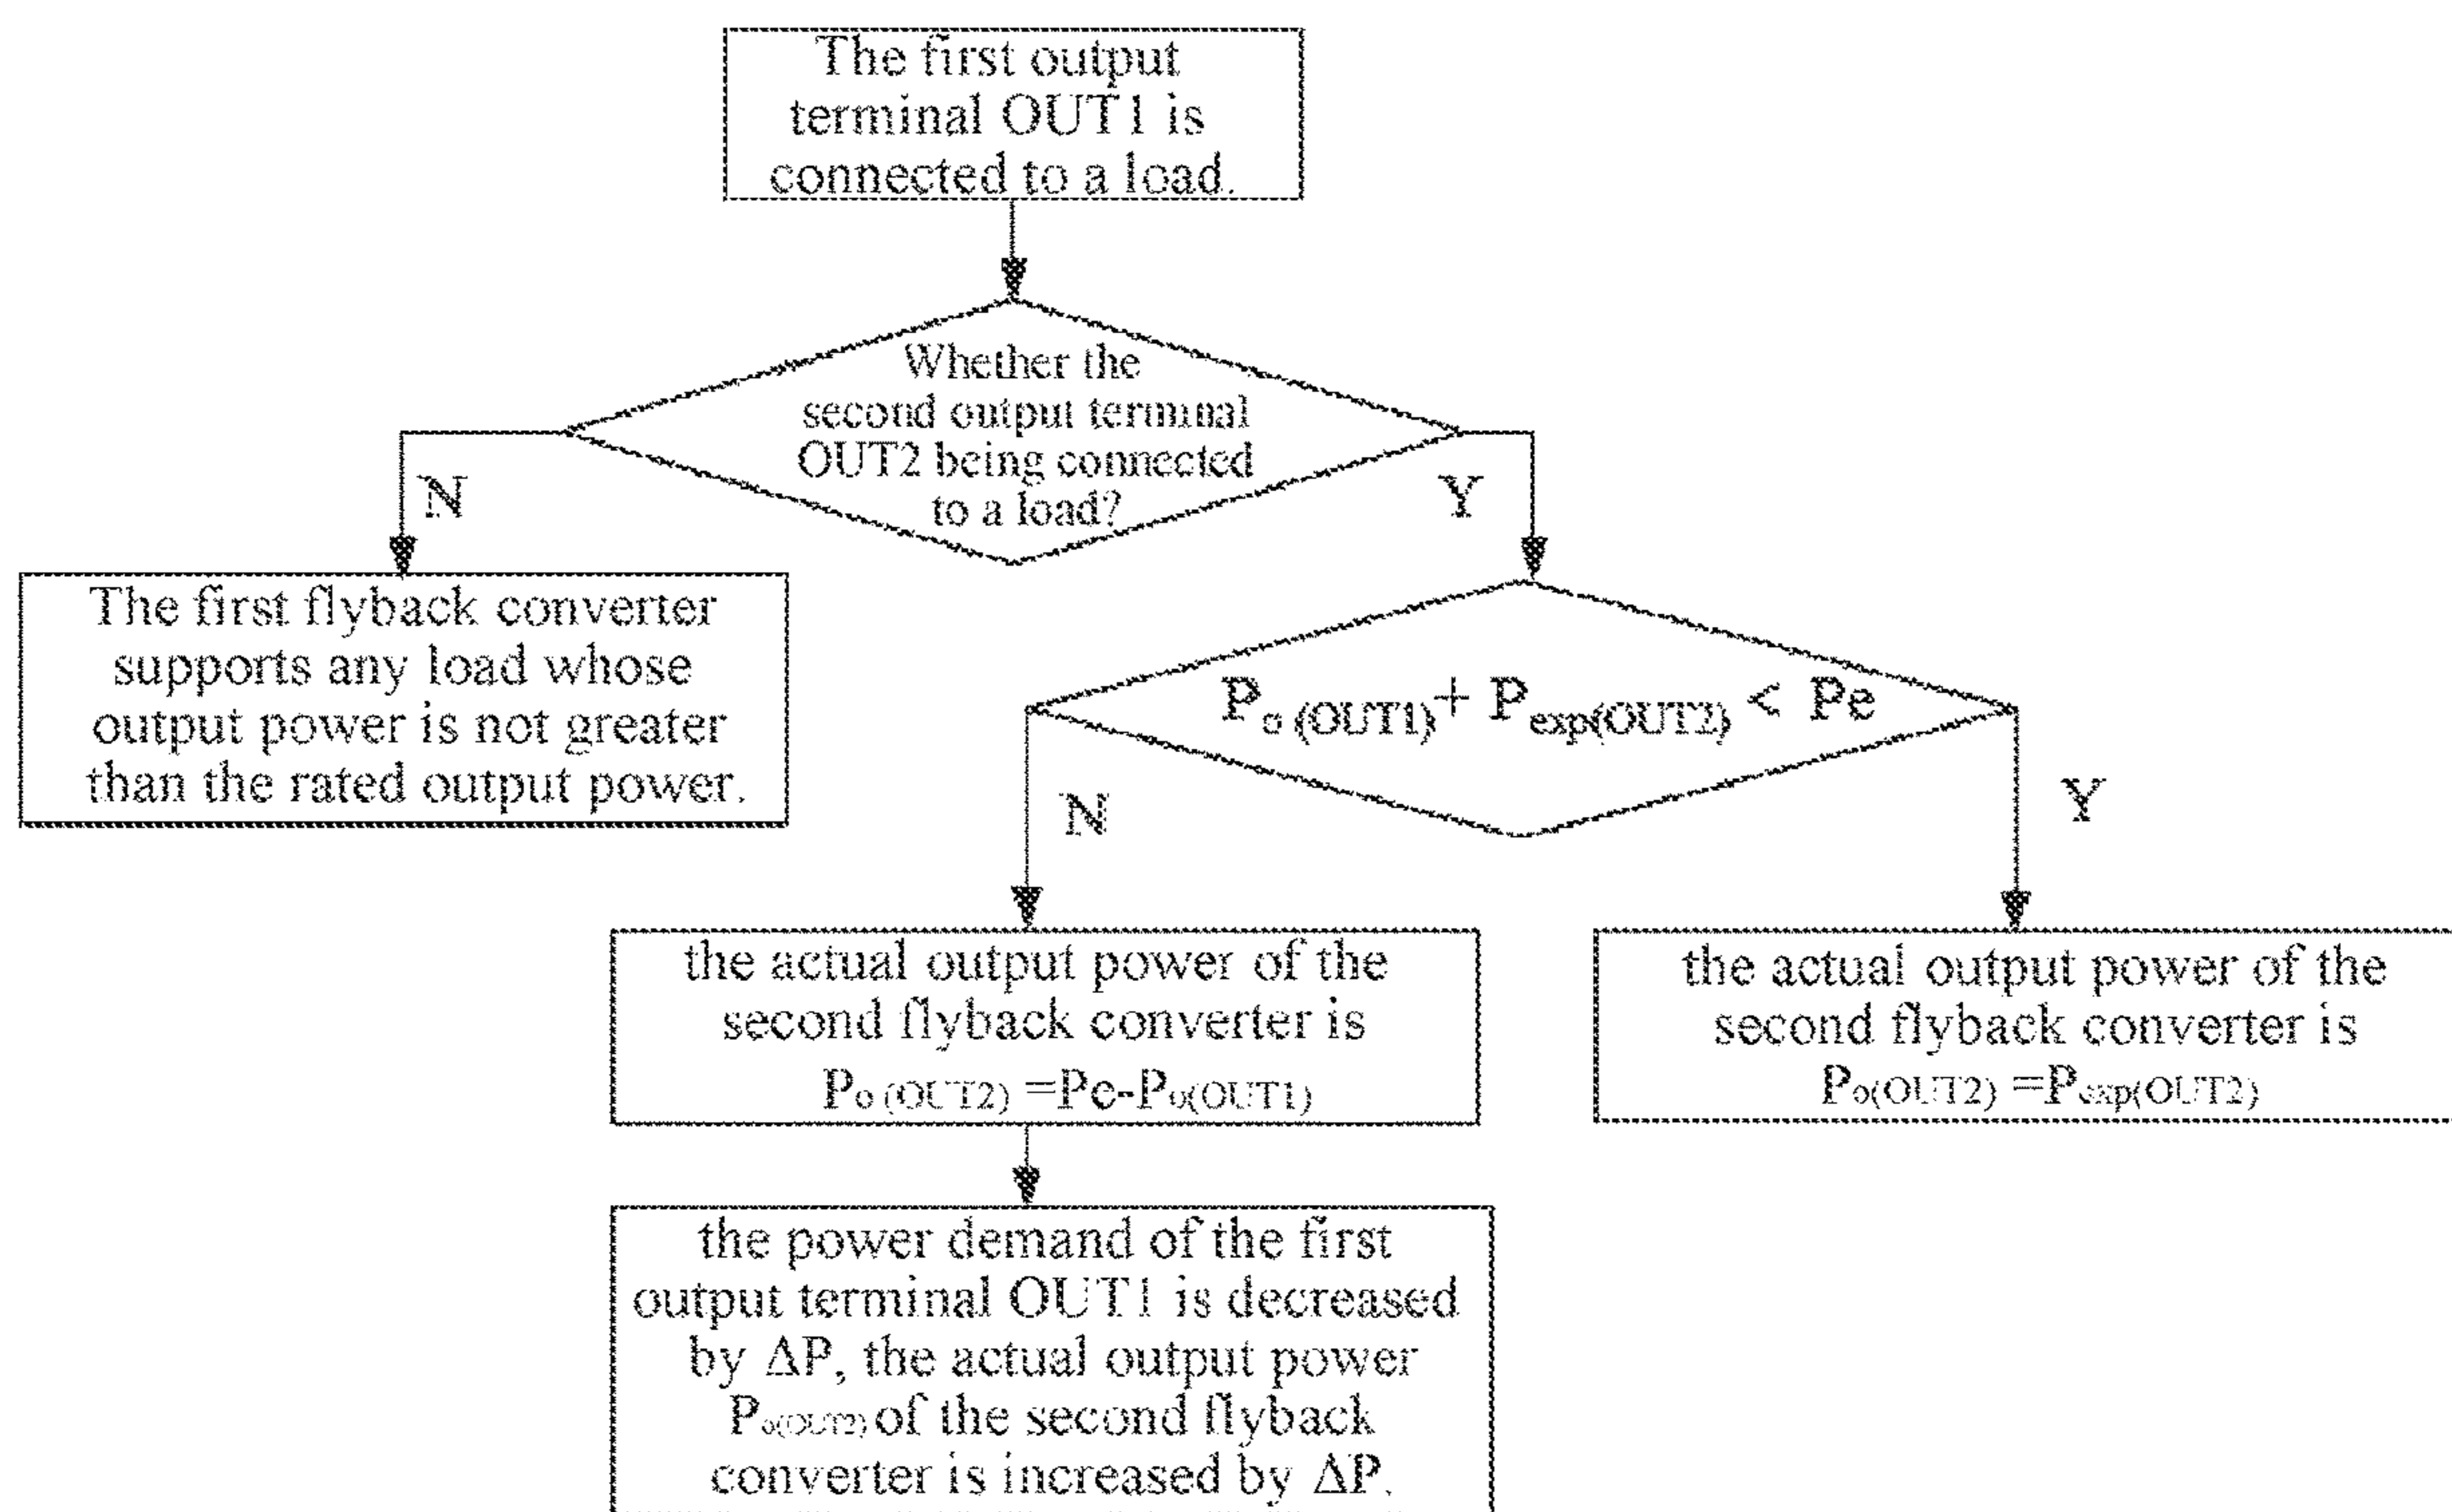 The first output
terminal OUT1 is
connected to a load.
Whether the
second output terminal
OUT2 being connected
to a load?
N
Y
The first flyback converter
supports any load whose
output power is not greater
than the rated output power.
Po (OUT1)+ Pexp(OUT2) < Pe
N
Y
the actual output power of the
second flyback converter is
Po (OUT2) =Pe-Po(OUT1)
the actual output power of the
second flyback converter is
Po(OUT2) =Pexp(OUT2)
the power demand of the first
output terminal OUT1 is decreased
by ΔP, the actual output power
Po(OUT2) of the second flyback
converter is increased by ΔP.